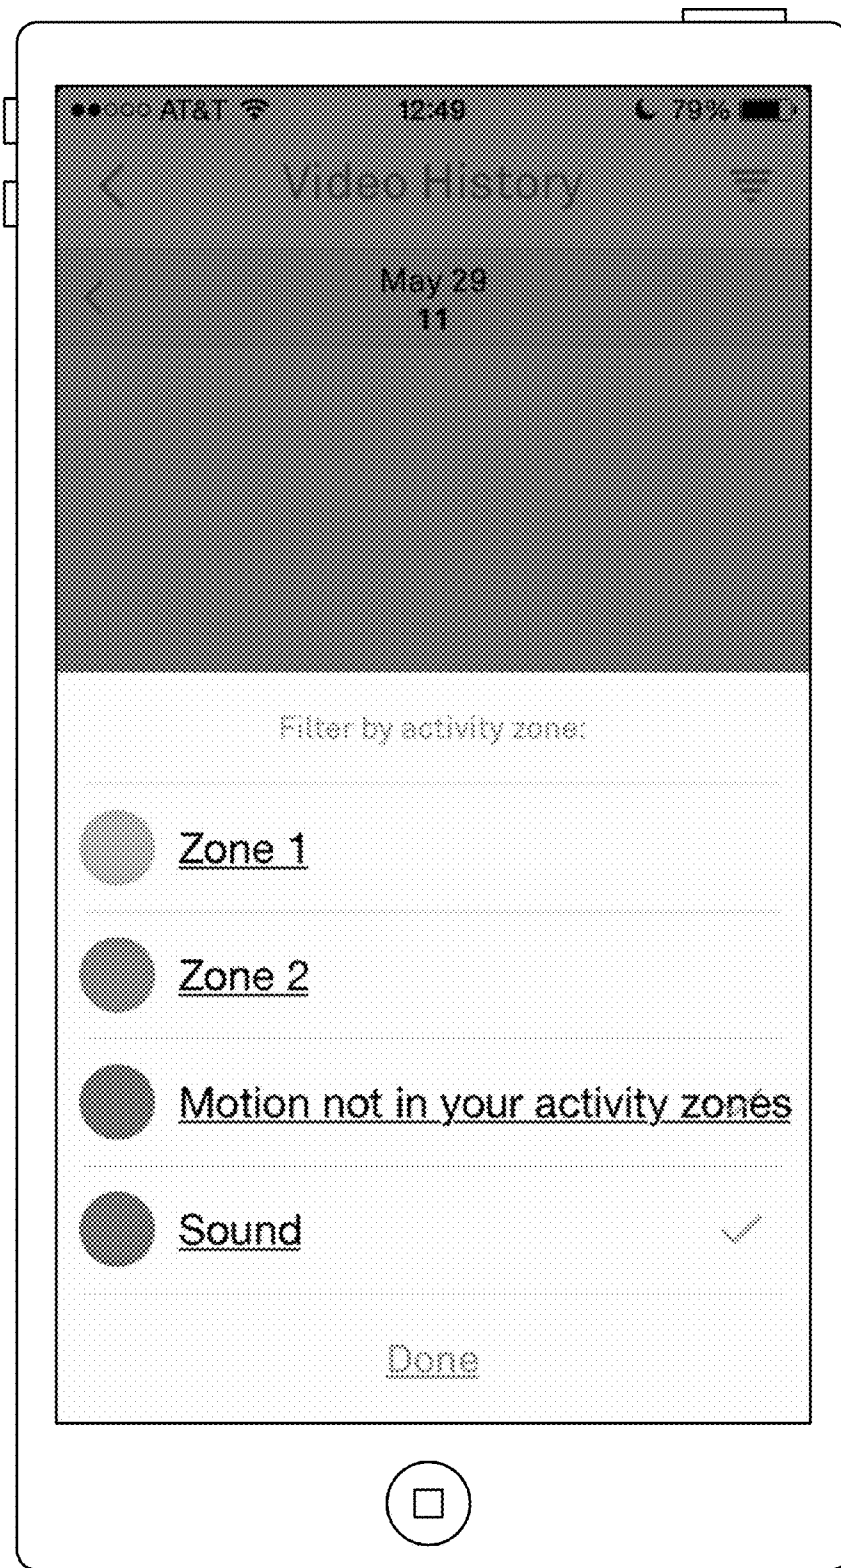 AT&T 12:49 79%
Video History
May 29
11
Filter by activity zone:
Zone 1
Zone 2
Motion not in your activity zones
Sound
Done